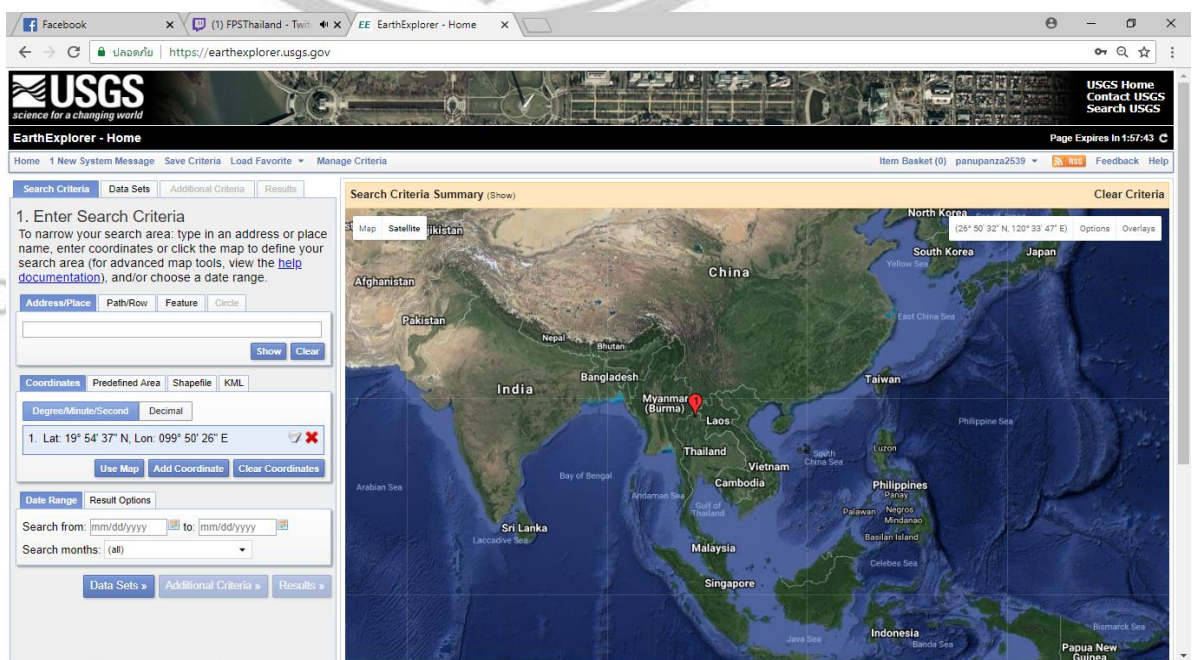 Facebook
(1) FPSThailand - Twit
EarthExplorer - Home
ปลอดภัย https://earthexplorer.usgs.gov
USGS
science for a changing world
USGS Home
Contact USGS
Search USGS
EarthExplorer - Home
Page Expires In 1:57:43
Home 1 New System Message Save Criteria Load Favorite Manage Criteria
Item Basket (0) panupanza2539 RSS Feedback Help
Search Criteria Data Sets Additional Criteria Results
1. Enter Search Criteria
To narrow your search area: type in an address or place
name, enter coordinates or click the map to define your
search area (for advanced map tools, view the help
documentation), and/or choose a date range.
Address/Place Path/Row Feature Circle
Show Clear
Coordinates Predefined Area Shapefile KML
Degree/Minute/Second Decimal
1. Lat: 19° 54' 37" N, Lon: 099° 50' 26" E
Use Map Add Coordinate Clear Coordinates
Date Range Result Options
Search from: mm/dd/yyyy to: mm/dd/yyyy
Search months: (all)
Data Sets » Additional Criteria » Results »
Search Criteria Summary (Show)
Clear Criteria
Map Satellite
jikistan
North Korea
(26° 50' 32" N, 120° 33' 47" E) Options Overlays
South Korea
Japan
Yellow Sea
China
Afghanistan
Pakistan
East China Sea
Nepal
Bhutan
Bangladesh
India
Taiwan
Myanmar
(Burma)
1
Laos
Philippine Sea
Thailand
Luzon
South
China Sea
Vietnam
Bay of Bengal
Arabian Sea
Cambodia
Philippines
Andaman Sea
Panay
Gulf of
Thailand
Palawan
Negros
Mindanao
Sri Lanka
Laccadive Sea
Basilan Island
Malaysia
Celebes Sea
Singapore
Bismarck Sea
Indonesia
Java Sea
Banda Sea
Papua New
Guinea